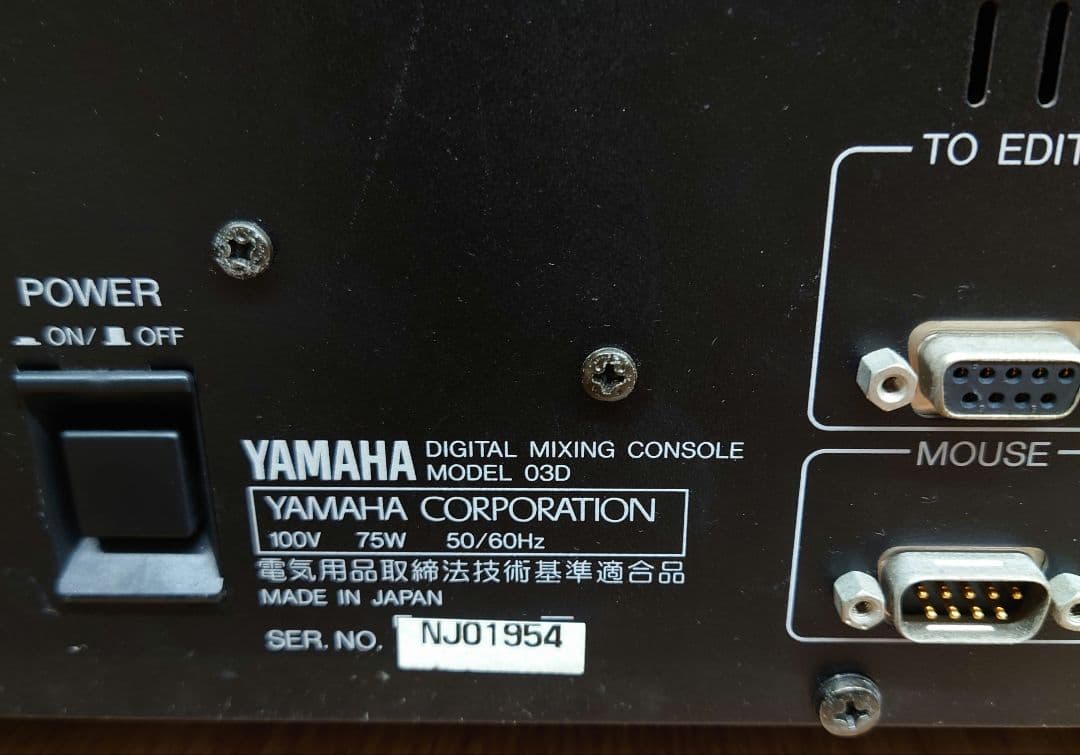 TO EDIT
POWER
ON/ OFF
YAMAHA DIGITAL MIXING CONSOLE
MODEL 03D
YAMAHA CORPORATION
100V 75W 50/60Hz
電気用品取締法技術基準適合品
MADE IN JAPAN
SER. NO. NJ01954
MOUSE